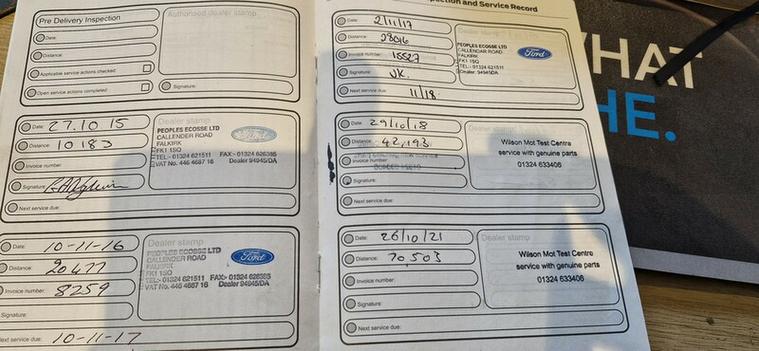 Pre Delivery Inspection
Authorised dealer stamp
Date:
Distance:
Applicable service actions checked:
Open service actions completed:
Signature:
Date: 27.10.15
Distance: 10183
Invoice number:
Signature:
Next service due:
Dealer stamp
PEOPLES ECOSSE LTD
CALLENDER ROAD
FALKIRK
FK1 1SQ
TEL:- 01324 621511 FAX:- 01324 626385
VAT No. 446 4687 16 Dealer 94945/DA
Ford
Date: 10-11-16
Distance: 20477
Invoice number: 8259
Signature:
Next service due: 10-11-17
Dealer stamp
PEOPLES ECOSSE LTD
CALLENDER ROAD
FALKIRK
FK1 1SQ
TEL:- 01324 621511 FAX:- 01324 626385
VAT No. 446 4687 16 Dealer 94945/DA
Ford
and Service Record
Date: 2/11/17
Distance:
Invoice number: 15527
Signature: JK.
Next service due: 11/18.
PEOPLES ECOSSE LTD
CALLENDAR ROAD
FALKIRK
FK1 1SQ
TEL:- 01324 621511
Dealer: 94945/DA
Ford
Date: 29/10/18
Distance: 42,193
Invoice number:
Signature:
Next service due:
Dealer stamp
Wilson Mot Test Centre
service with genuine parts
01324 633406
Date: 26/10/21
Distance: 70,503
Invoice number:
Signature:
Next service due:
Dealer stamp
Wilson Mot Test Centre
service with genuine parts
01324 633406
WHAT
HE.